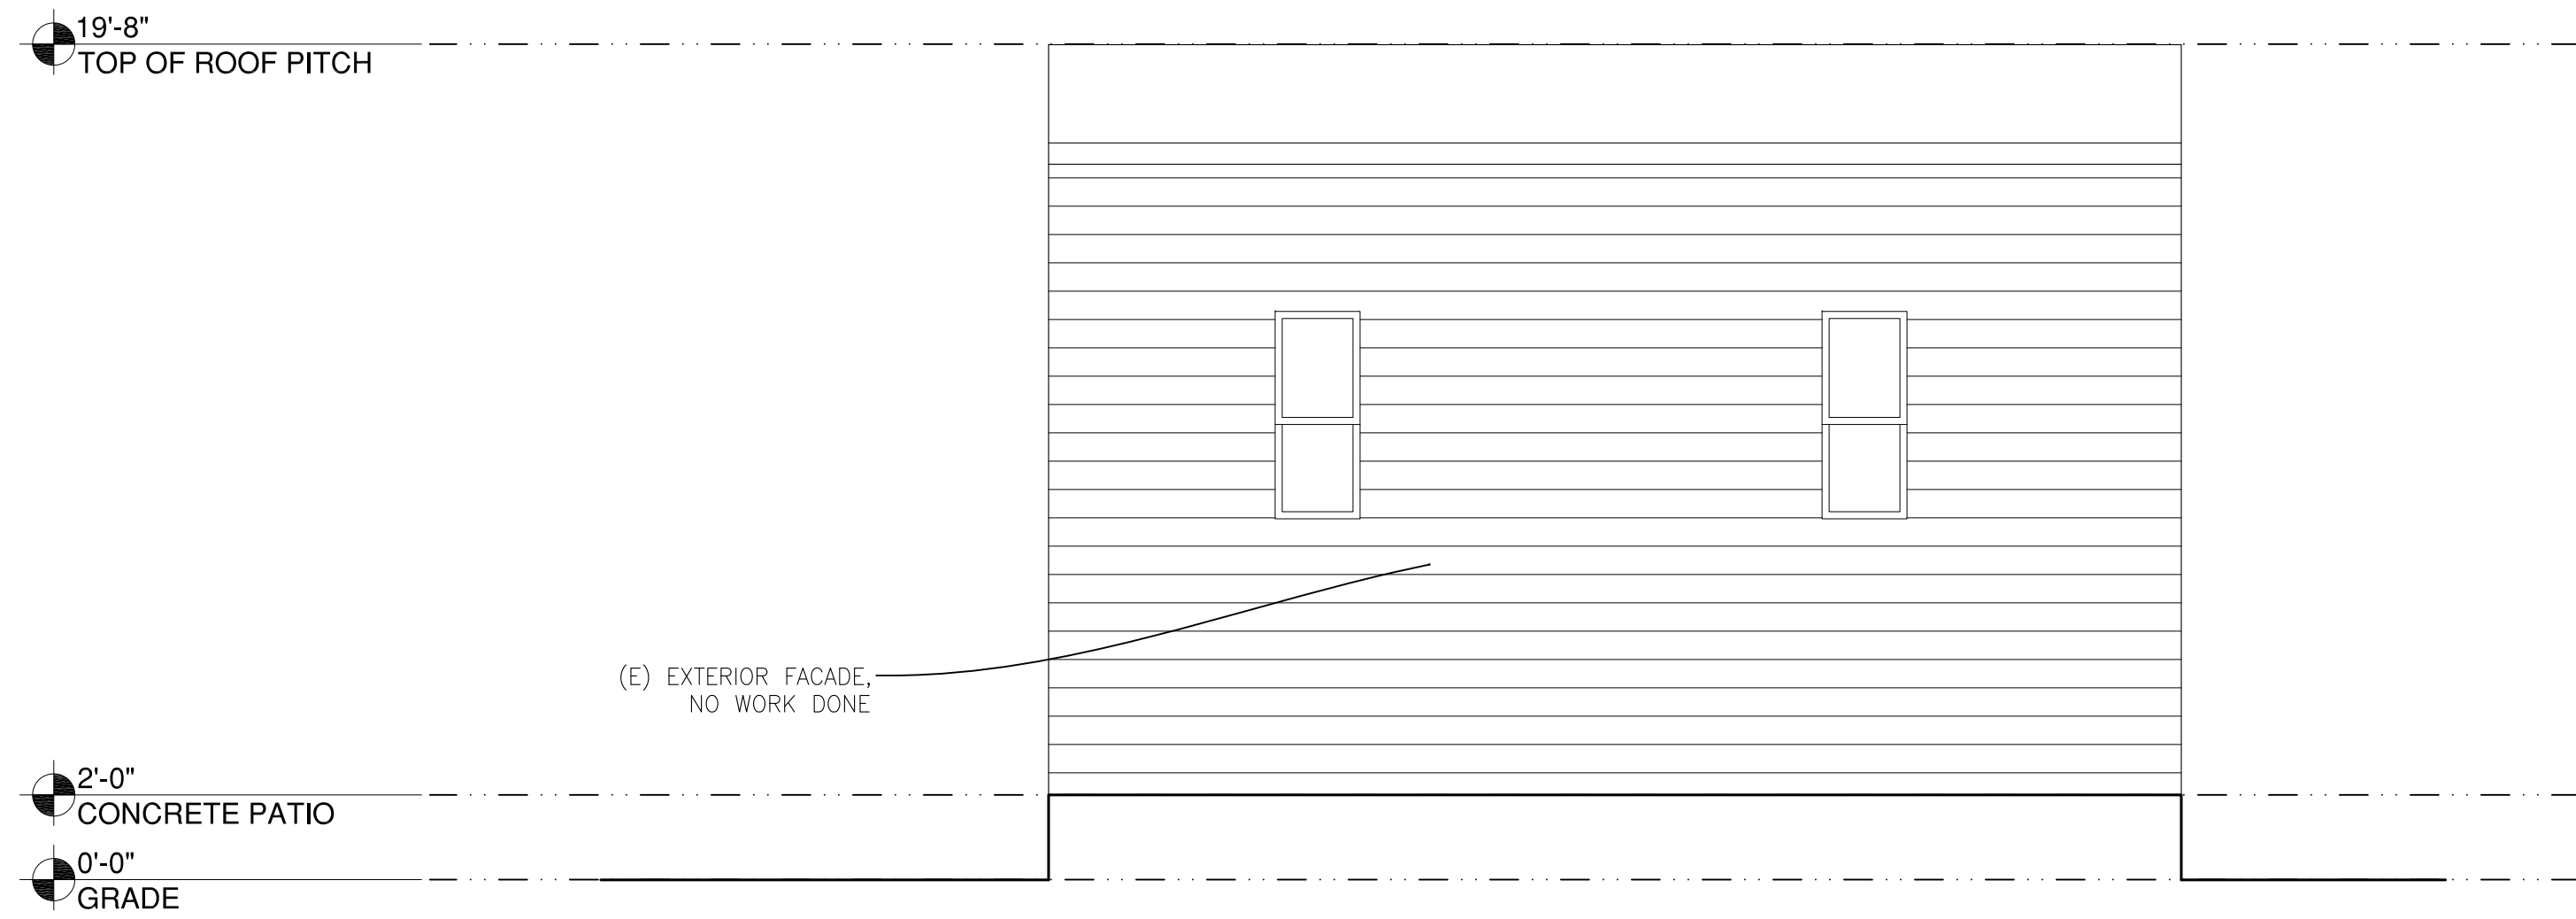 19'-8"
TOP OF ROOF PITCH
(E) EXTERIOR FACADE,
NO WORK DONE
2'-0"
CONCRETE PATIO
0'-0"
GRADE